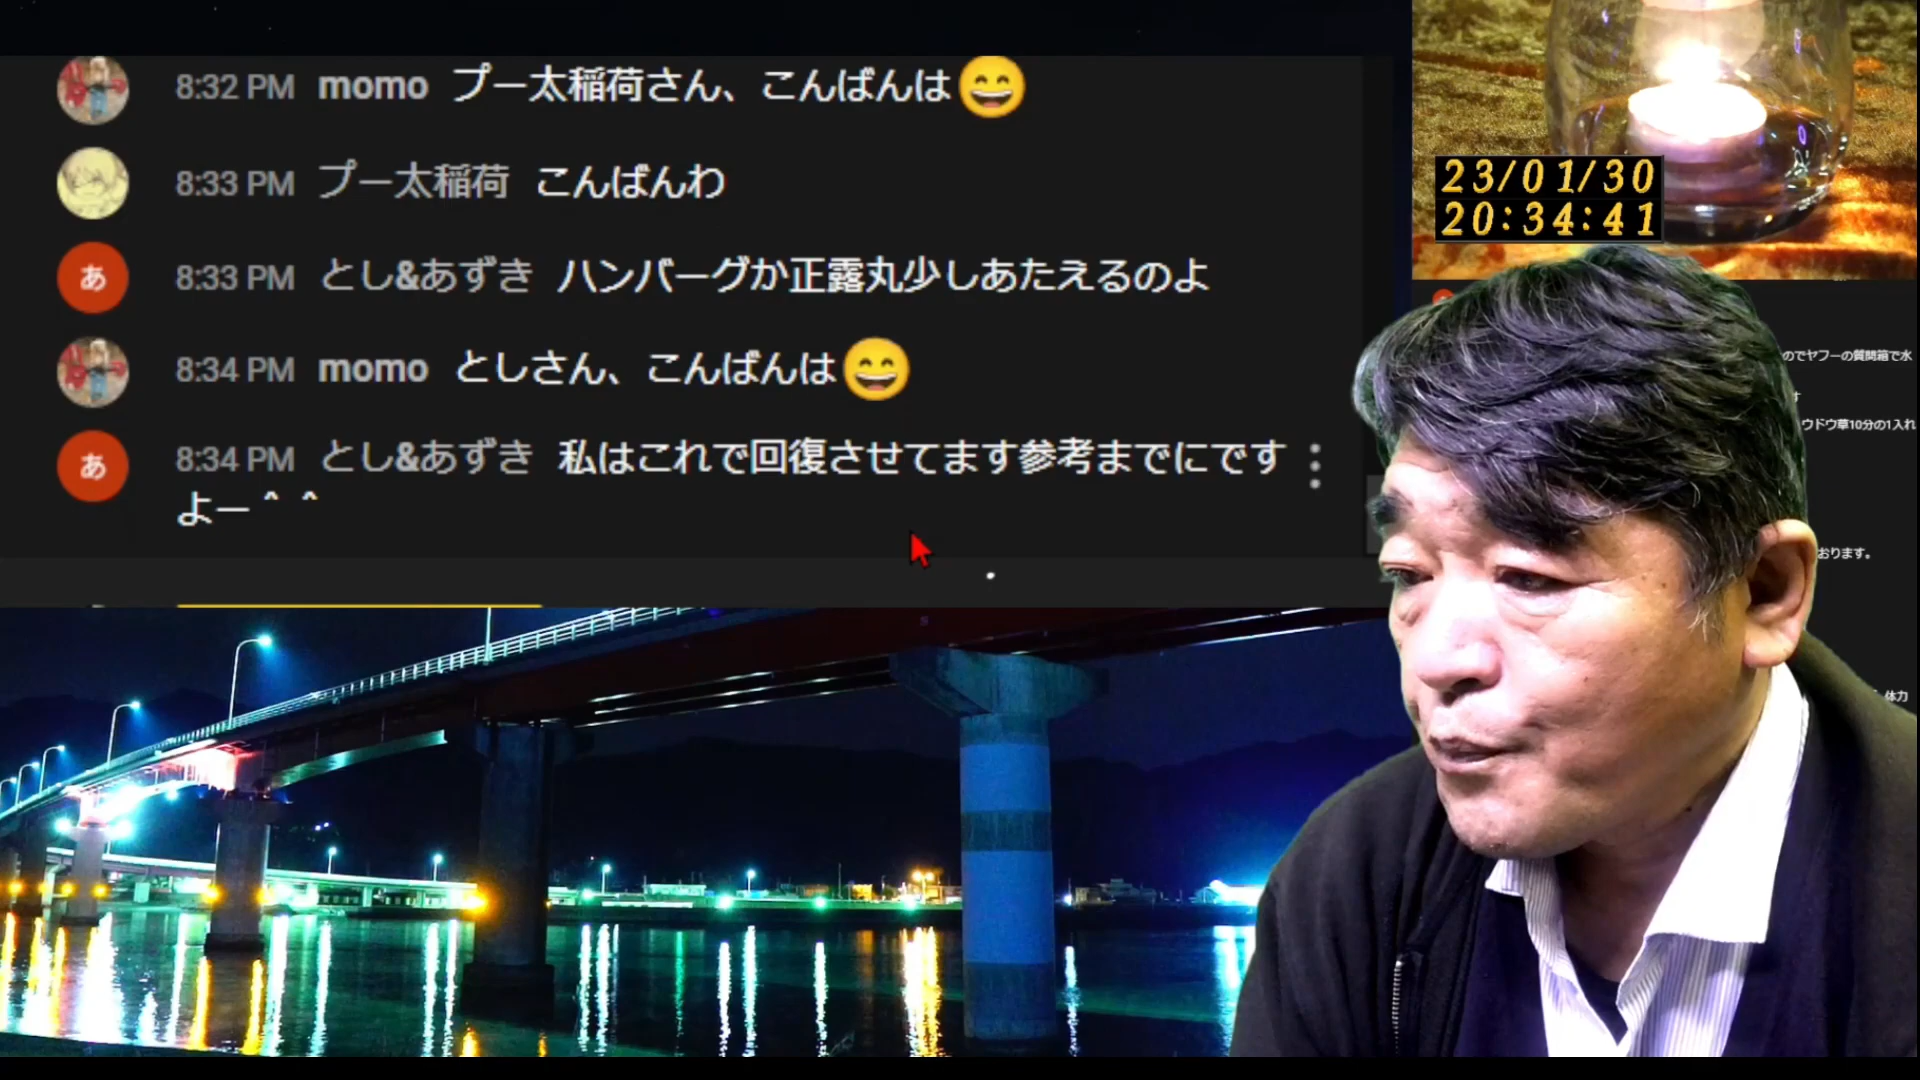 8:32 PM momo プー太稲荷さん、こんばんは😄
8:33 PM プー太稲荷 こんばんわ
あ 8:33 PM とし&あずき ハンバーグか正露丸少しあたえるのよ
8:34 PM momo としさん、こんばんは😄
あ 8:34 PM とし&あずき 私はこれで回復させてます参考までにです
よー^ ^
23/01/30
20:34:41
のでヤフーの質問箱で水
す
ウドウ草10分の1入れ
おります。
体力